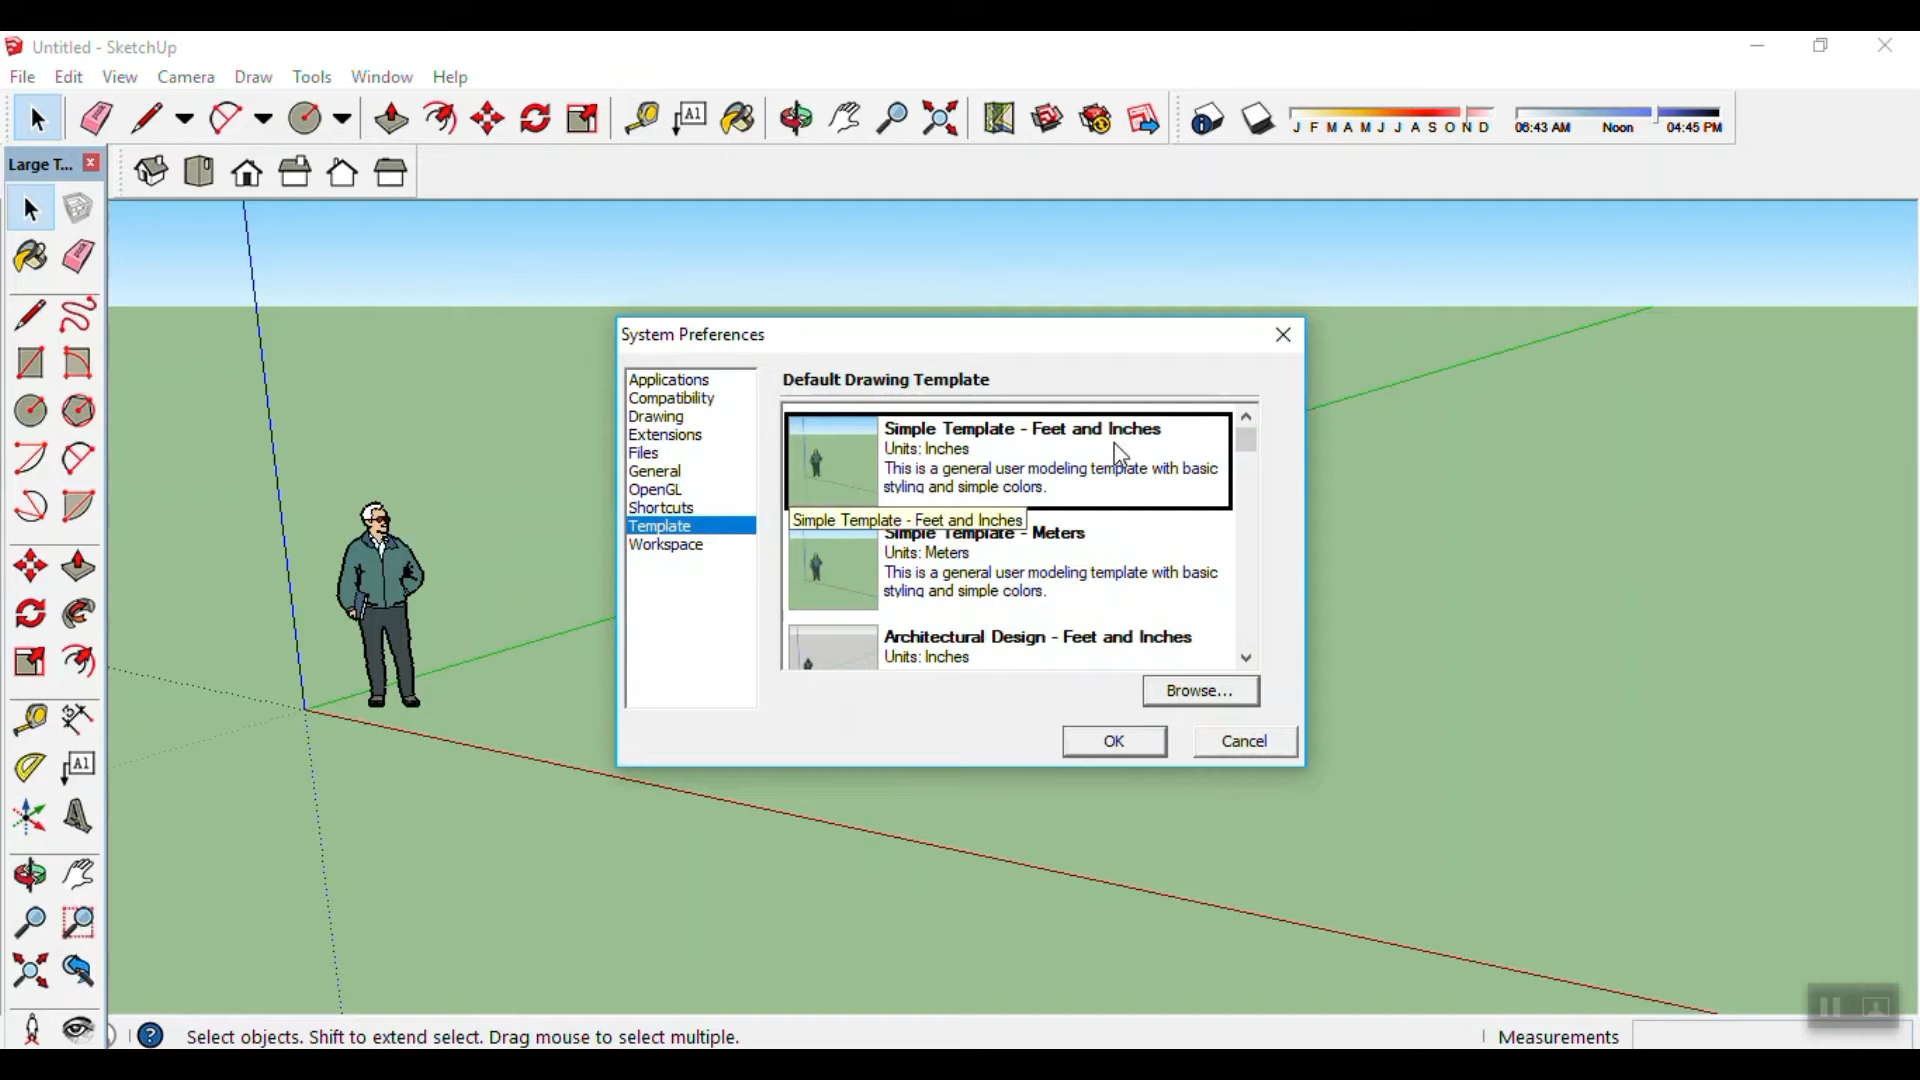 Untitled - SketchUp
File Edit View Camera Draw Tools Window Help
A1
J F M A M J J A S O N D
06:43 AM Noon 04:45 PM
Large T...
System Preferences
Applications
Compatibility
Drawing
Extensions
Files
General
OpenGL
Shortcuts
Template
Workspace
Default Drawing Template
Simple Template - Feet and Inches
Units: Inches
This is a general user modeling template with basic
styling and simple colors.
Simple Template - Feet and Inches
Simple Template - Meters
Units: Meters
This is a general user modeling template with basic
styling and simple colors.
Architectural Design - Feet and Inches
Units: Inches
Browse...
OK Cancel
A1
Select objects. Shift to extend select. Drag mouse to select multiple.
Measurements